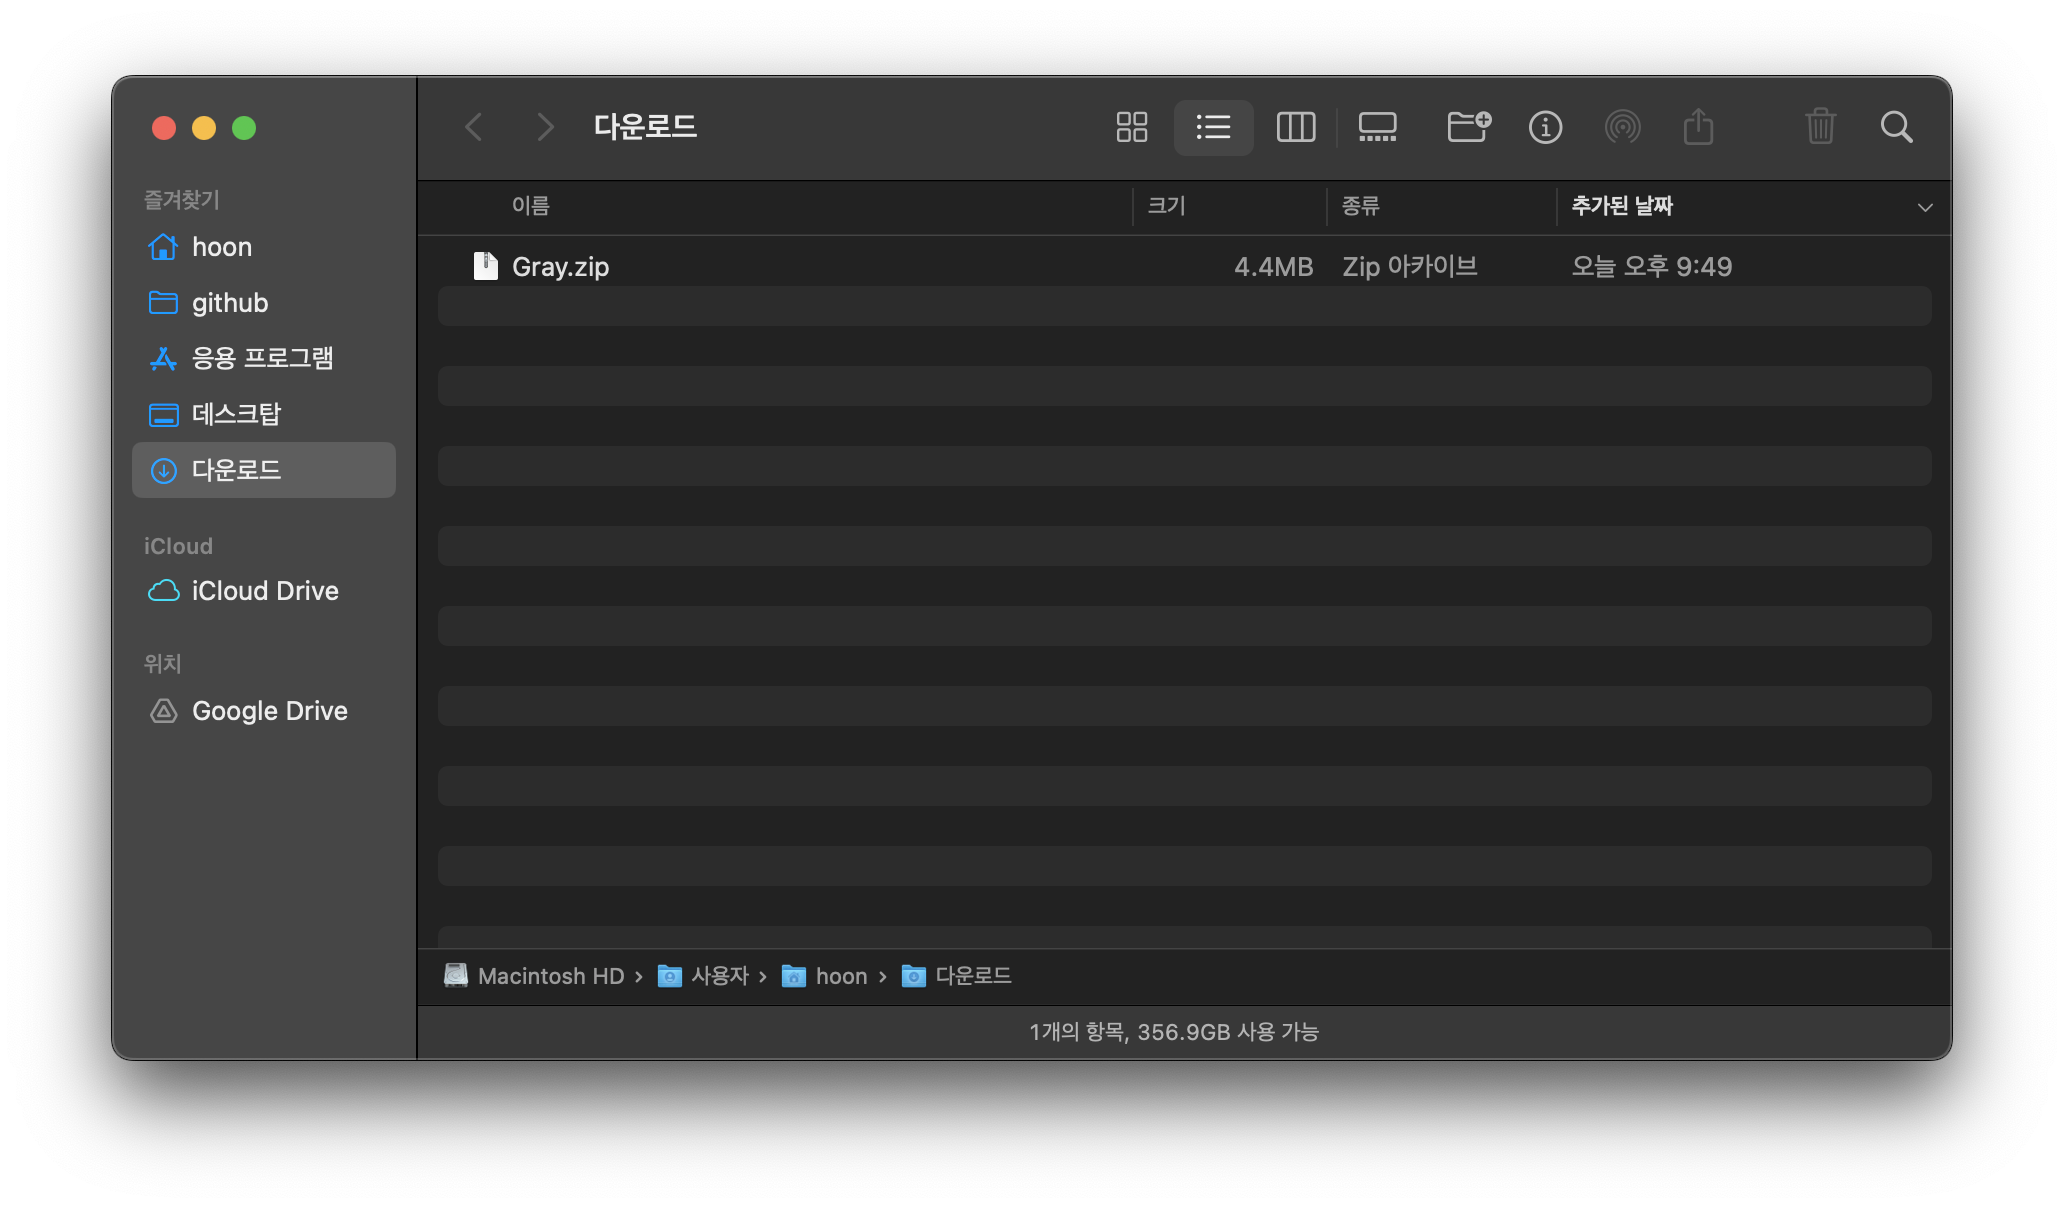 즐겨찾기
hoon
github
응용 프로그램
데스크탑
다운로드
iCloud
iCloud Drive
위치
Google Drive
다운로드
이름 크기 종류 추가된 날짜
Gray.zip 4.4MB Zip 아카이브 오늘 오후 9:49
Macintosh HD › 사용자 › hoon › 다운로드
1개의 항목, 356.9GB 사용 가능